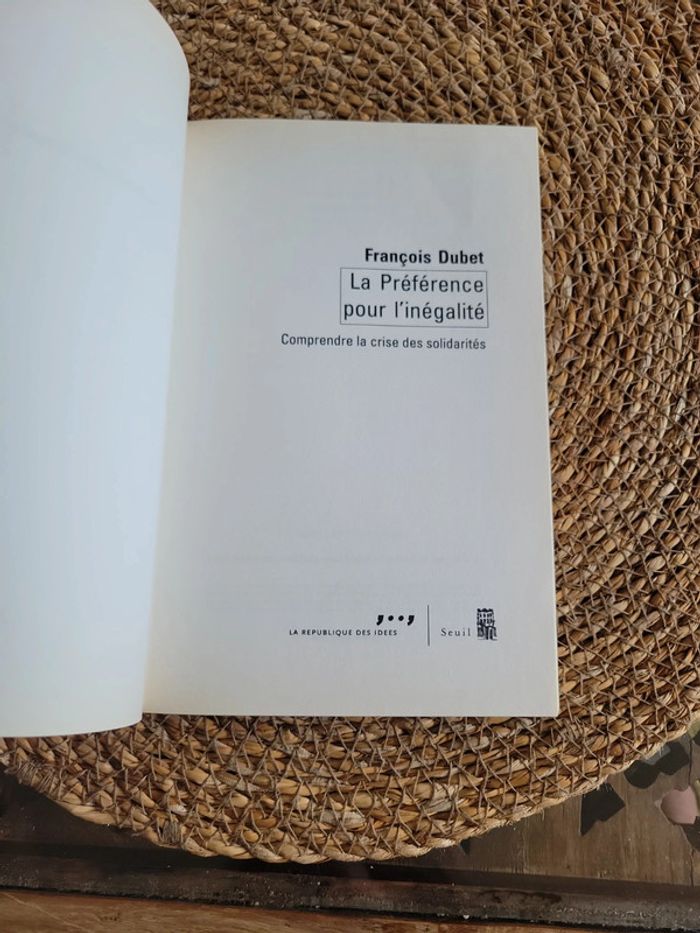 François Dubet
La Préférence
pour l'inégalité
Comprendre la crise des solidarités
LA REPUBLIQUE DES IDEES
Seuil